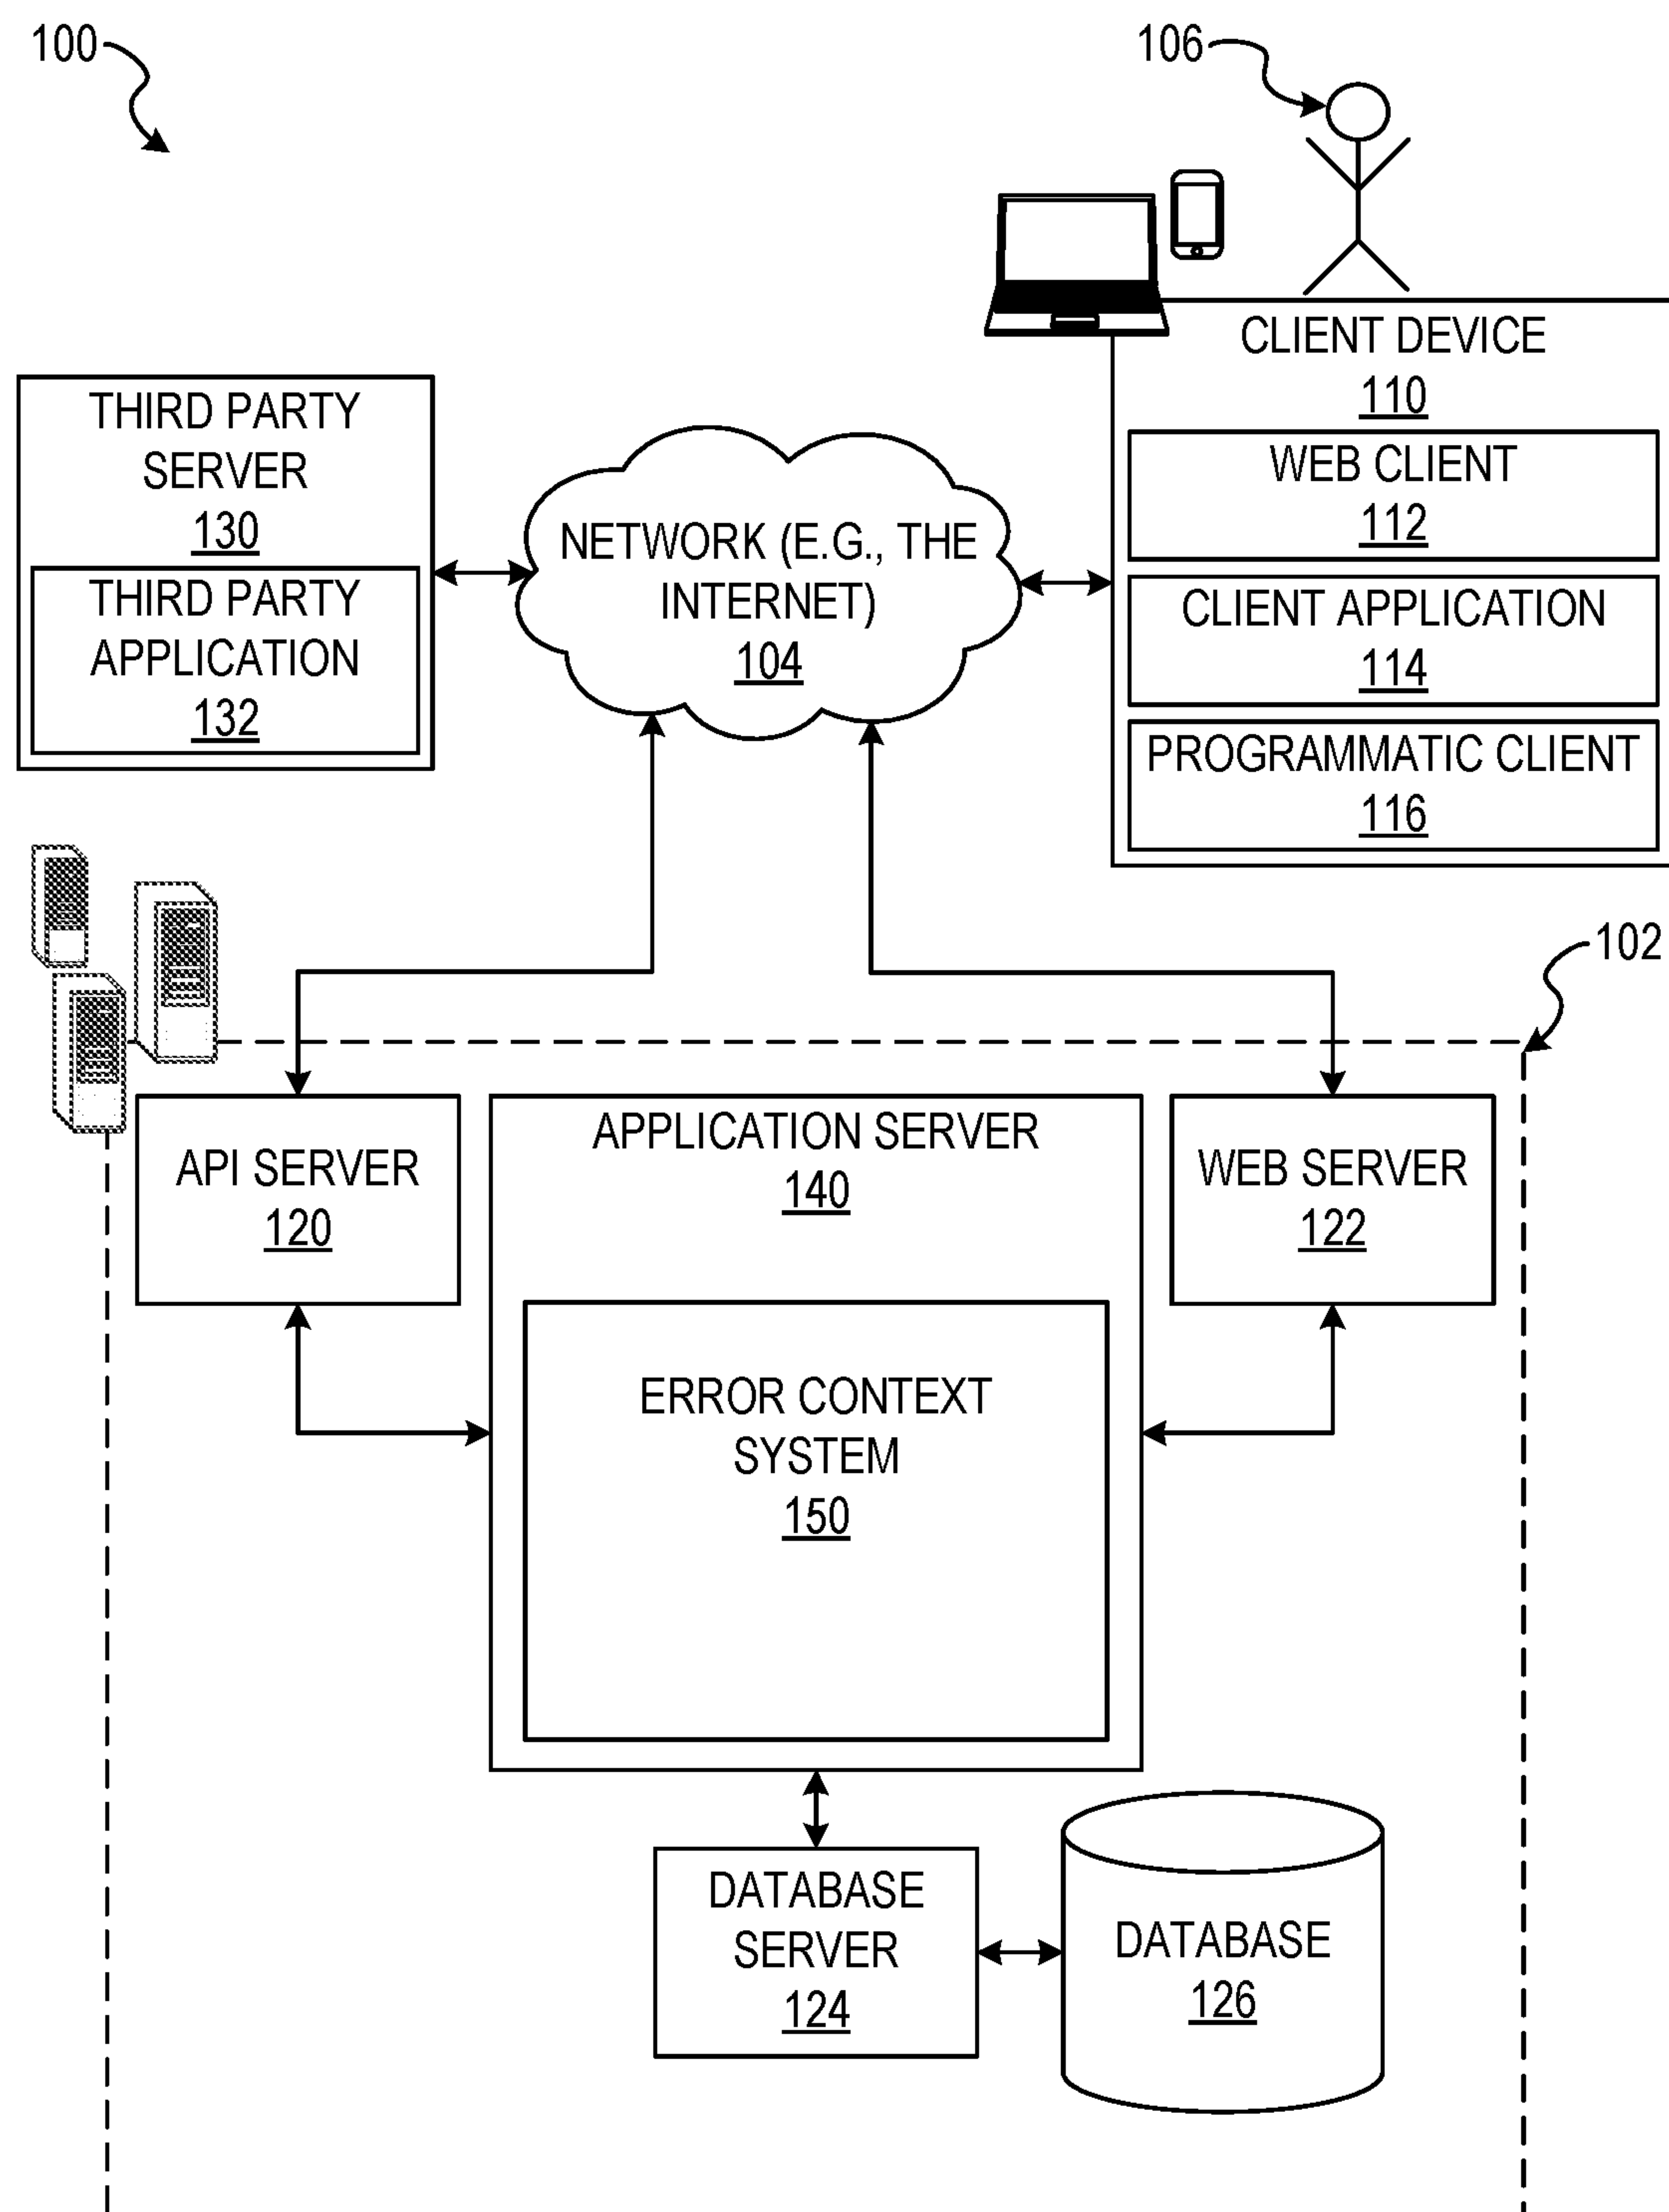 100
106
CLIENT DEVICE
110
WEB CLIENT
112
CLIENT APPLICATION
114
PROGRAMMATIC CLIENT
116
THIRD PARTY
SERVER
130
THIRD PARTY
APPLICATION
132
NETWORK (E.G., THE
INTERNET)
104
102
API SERVER
120
APPLICATION SERVER
140
WEB SERVER
122
ERROR CONTEXT
SYSTEM
150
DATABASE
SERVER
124
DATABASE
126